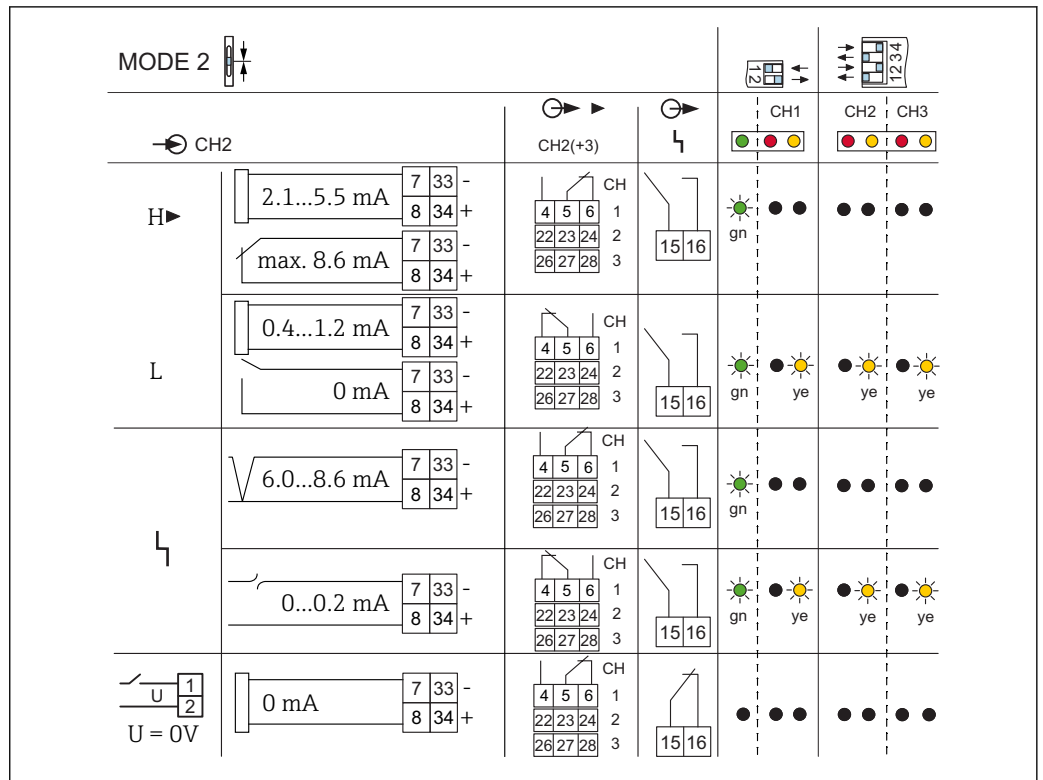 MODE 2
1 2
1 2 3 4
CH1 CH2 CH3
CH2
CH2(+3)
H
2.1...5.5 mA 7 33 -
8 34 +
max. 8.6 mA 7 33 -
8 34 +
CH
4 5 6 1
22 23 24 2
26 27 28 3
15 16
gn
L
0.4...1.2 mA 7 33 -
8 34 +
0 mA 7 33 -
8 34 +
CH
4 5 6 1
22 23 24 2
26 27 28 3
15 16
gn ye ye ye
6.0...8.6 mA 7 33 -
8 34 +
CH
4 5 6 1
22 23 24 2
26 27 28 3
15 16
gn
0...0.2 mA 7 33 -
8 34 +
CH
4 5 6 1
22 23 24 2
26 27 28 3
15 16
gn ye ye ye
U 1
2
U = 0V
0 mA 7 33 -
8 34 +
CH
4 5 6 1
22 23 24 2
26 27 28 3
15 16